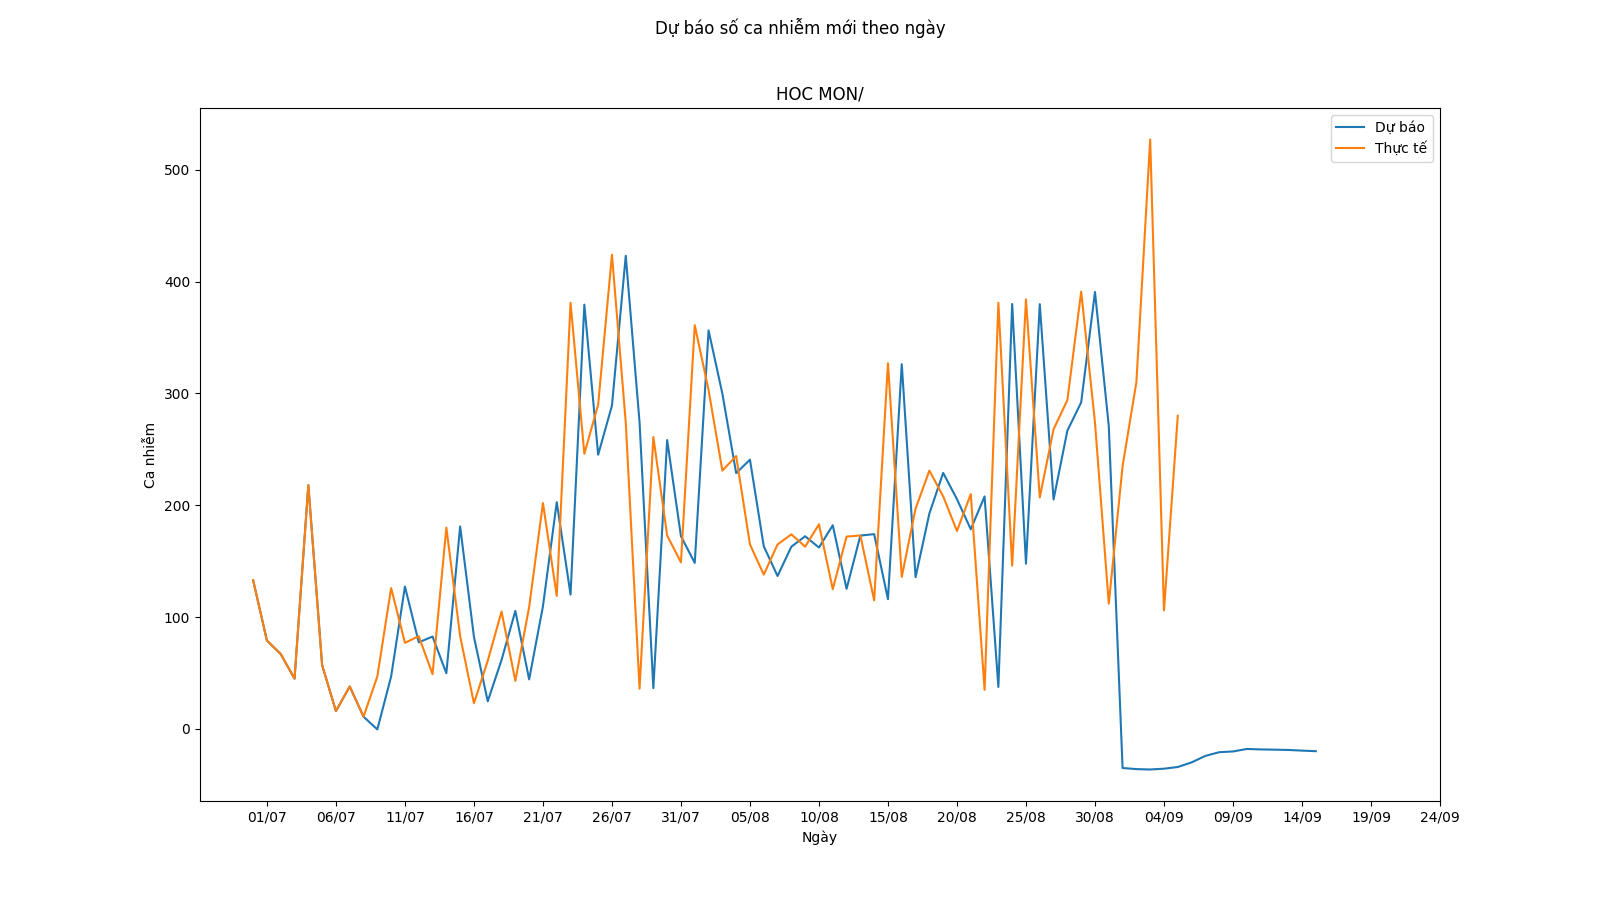 Dự báo số ca nhiễm mới theo ngày
HOC MON/
Dự báo
Thực tế
500
400
300
200
100
0
Ca nhiễm
01/07 06/07 11/07 16/07 21/07 26/07 31/07 05/08 10/08 15/08 20/08 25/08 30/08 04/09 09/09 14/09 19/09 24/09
Ngày